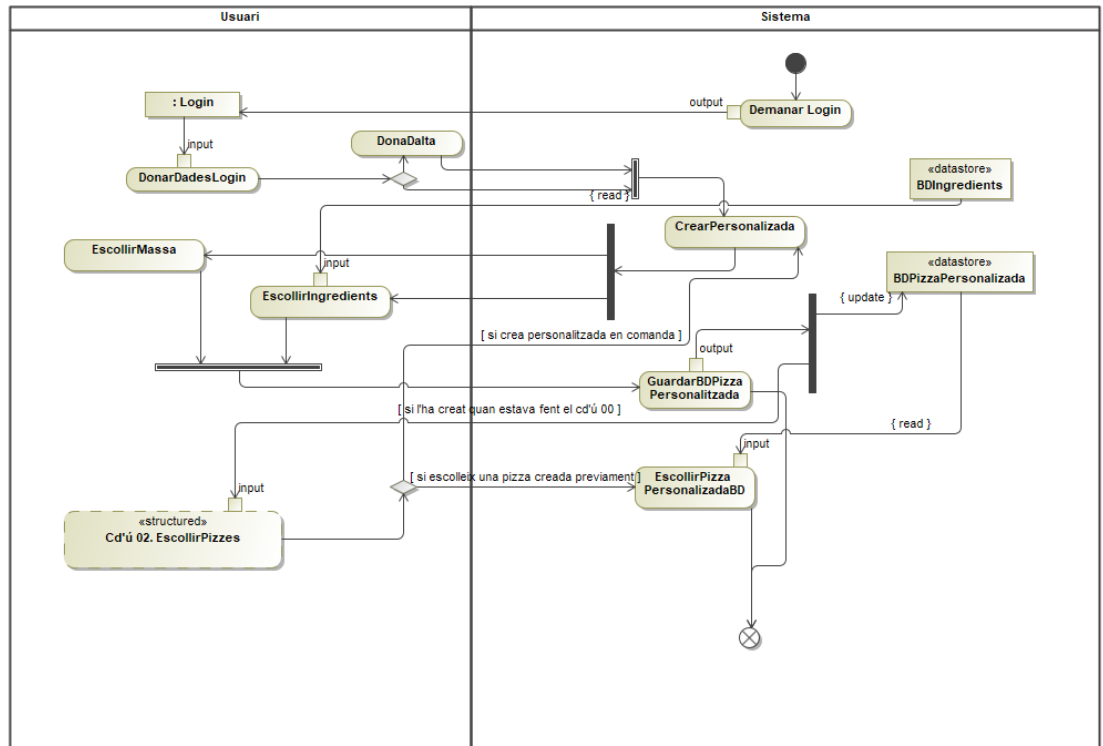 Usuari
Sistema
: Login
output
Demanar Login
input
DonaDalta
DonarDadesLogin
«datastore»
BDIngredients
{ read }
CrearPersonalizada
EscollirMassa
input
EscollirIngredients
«datastore»
BDPizzaPersonalizada
{ update }
[ si crea personalitzada en comanda ]
output
GuardarBDPizza
Personalitzada
[ si l'ha creat quan estava fent el cd'ú 00 ]
{ read }
input
[ si escolleix una pizza creada previament ]
EscollirPizza
PersonalizadaBD
input
«structured»
Cd'ú 02. EscollirPizzes